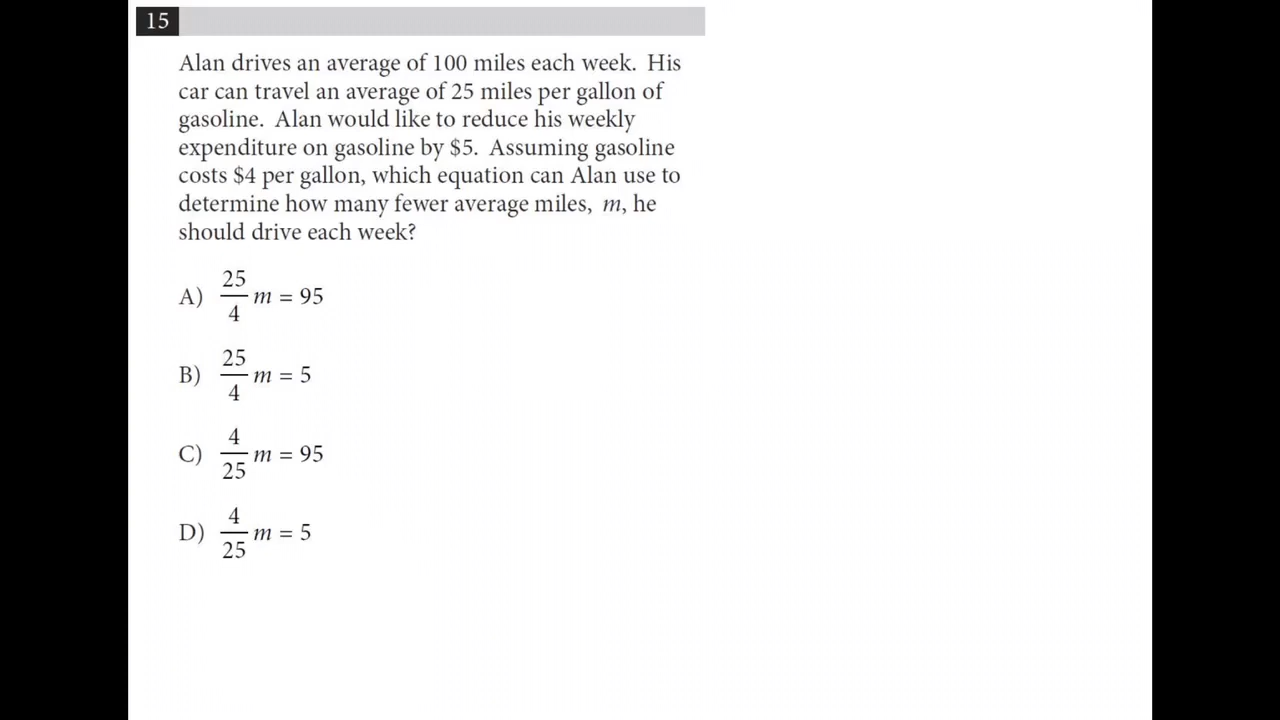 15
Alan drives an average of 100 miles each week. His
car can travel an average of 25 miles per gallon of
gasoline. Alan would like to reduce his weekly
expenditure on gasoline by $5. Assuming gasoline
costs $4 per gallon, which equation can Alan use to
determine how many fewer average miles, m, he
should drive each week?
A) 25/4 m = 95
B) 25/4 m = 5
C) 4/25 m = 95
D) 4/25 m = 5